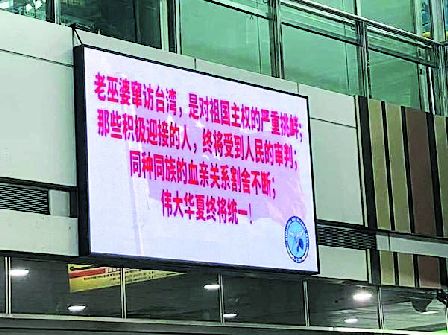 老巫婆窜访台湾，是对祖国主权的严重挑衅；
那些积极迎接的人，终将受到人民的审判；
同种同族的血亲关系割舍不断；
伟大华夏终将统一！